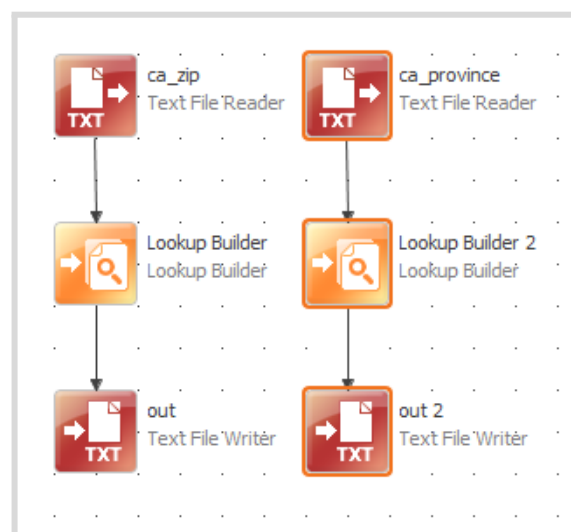 ca_zip
Text File Reader
TXT
ca_province
Text File Reader
TXT
Lookup Builder
Lookup Builder
Lookup Builder 2
Lookup Builder
out
Text File Writer
TXT
out 2
Text File Writer
TXT